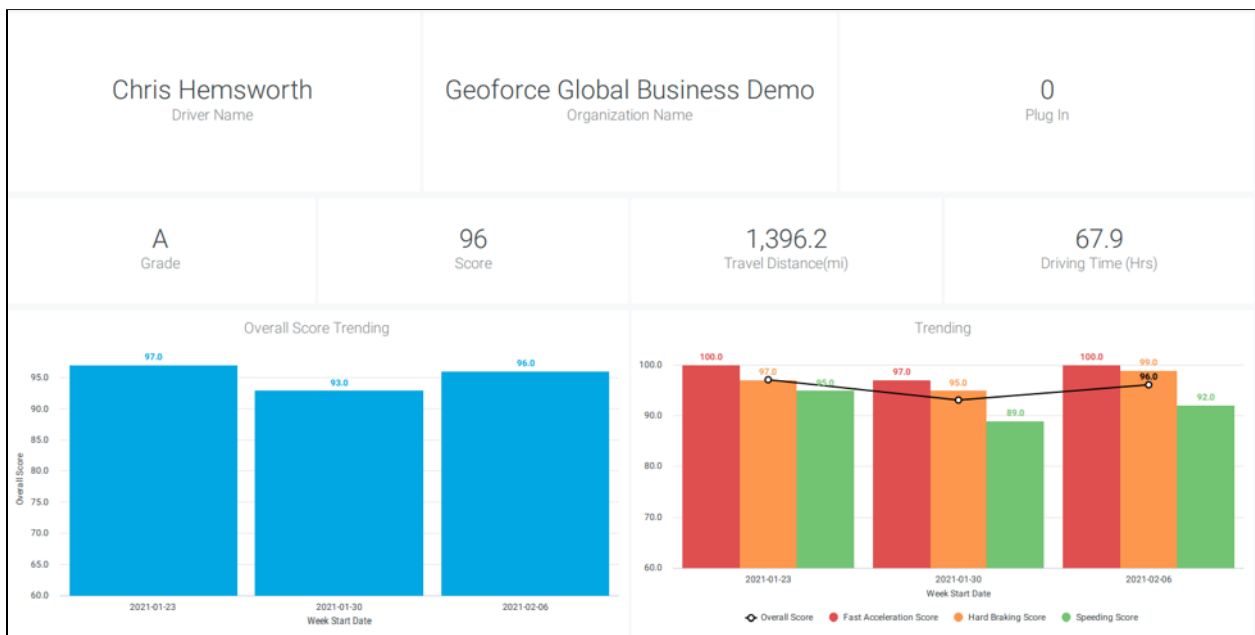 Chris Hemsworth
Driver Name
Geoforce Global Business Demo
Organization Name
0
Plug In
A
Grade
96
Score
1,396.2
Travel Distance(mi)
67.9
Driving Time (Hrs)
Overall Score Trending
97.0
93.0
96.0
95.0
90.0
85.0
80.0
75.0
70.0
65.0
60.0
Overall Score
2021-01-23
2021-01-30
2021-02-06
Week Start Date
Trending
100.0
97.0
95.0
97.0
95.0
89.0
100.0
99.0
96.0
92.0
100.0
90.0
80.0
70.0
60.0
2021-01-23
2021-01-30
2021-02-06
Week Start Date
Overall Score
Fast Acceleration Score
Hard Braking Score
Speeding Score